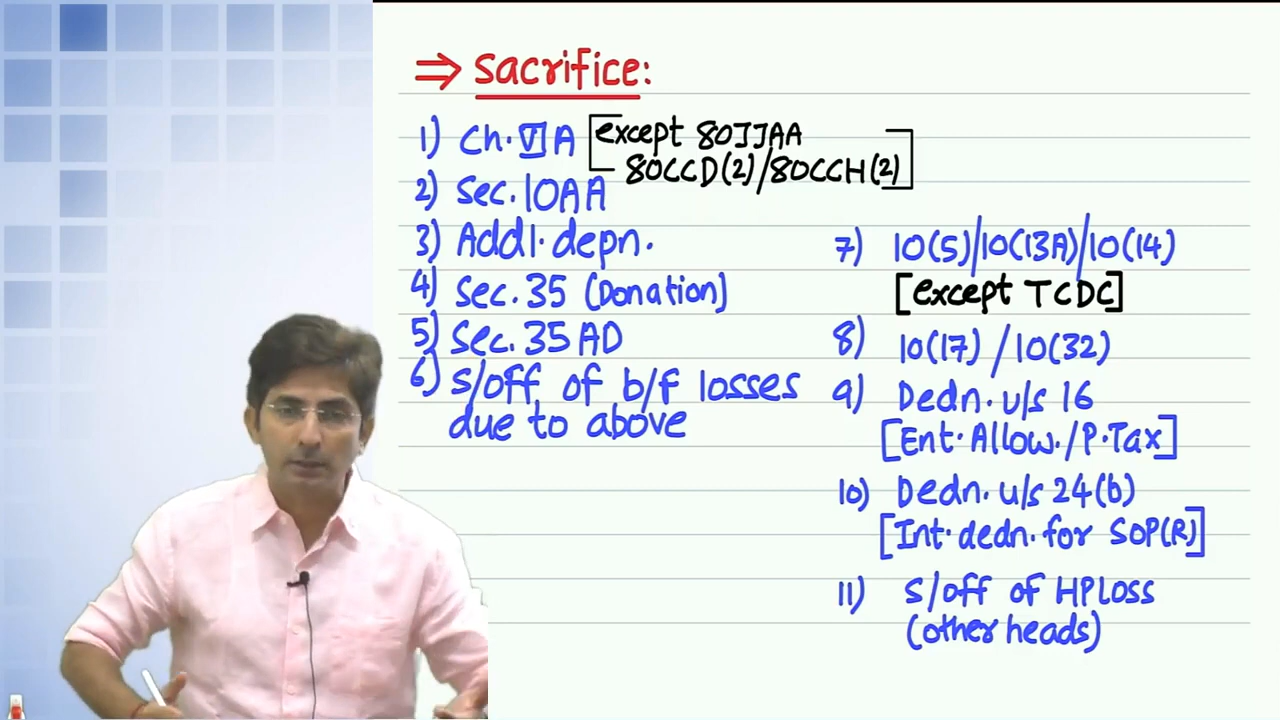 ⇒ Sacrifice:
1) Ch. VI A [except 80JJAA
80CCD(2)/80CCH(2)]
2) Sec. 10AA
3) Addl. depn.
4) Sec. 35 (Donation)
5) Sec. 35 AD
6) S/off of b/f losses
due to above
7) 10(5)/10(13A)/10(14)
[except TCDC]
8) 10(17) / 10(32)
9) Dedn. u/s 16
[Ent. Allow. / P. Tax]
10) Dedn. u/s 24(b)
[Int. dedn. for SOP(R)]
11) S/off of HP Loss
(other heads)